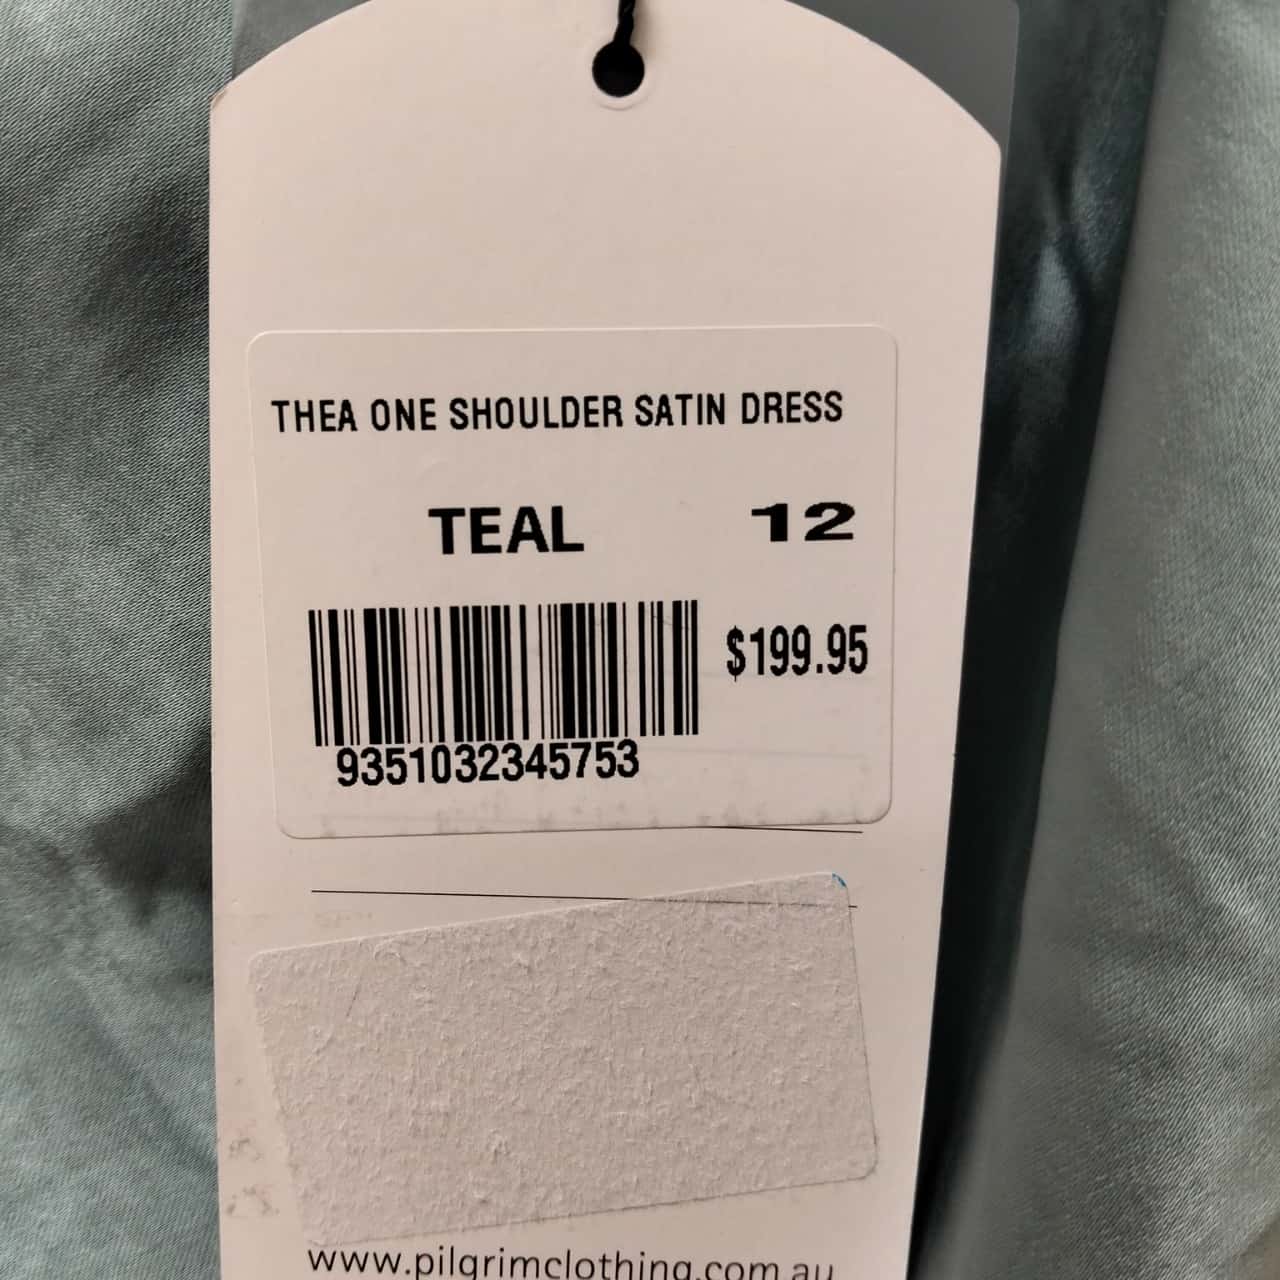 THEA ONE SHOULDER SATIN DRESS
TEAL 12
$199.95
9351032345753
www.pilgrimclothing.com.au